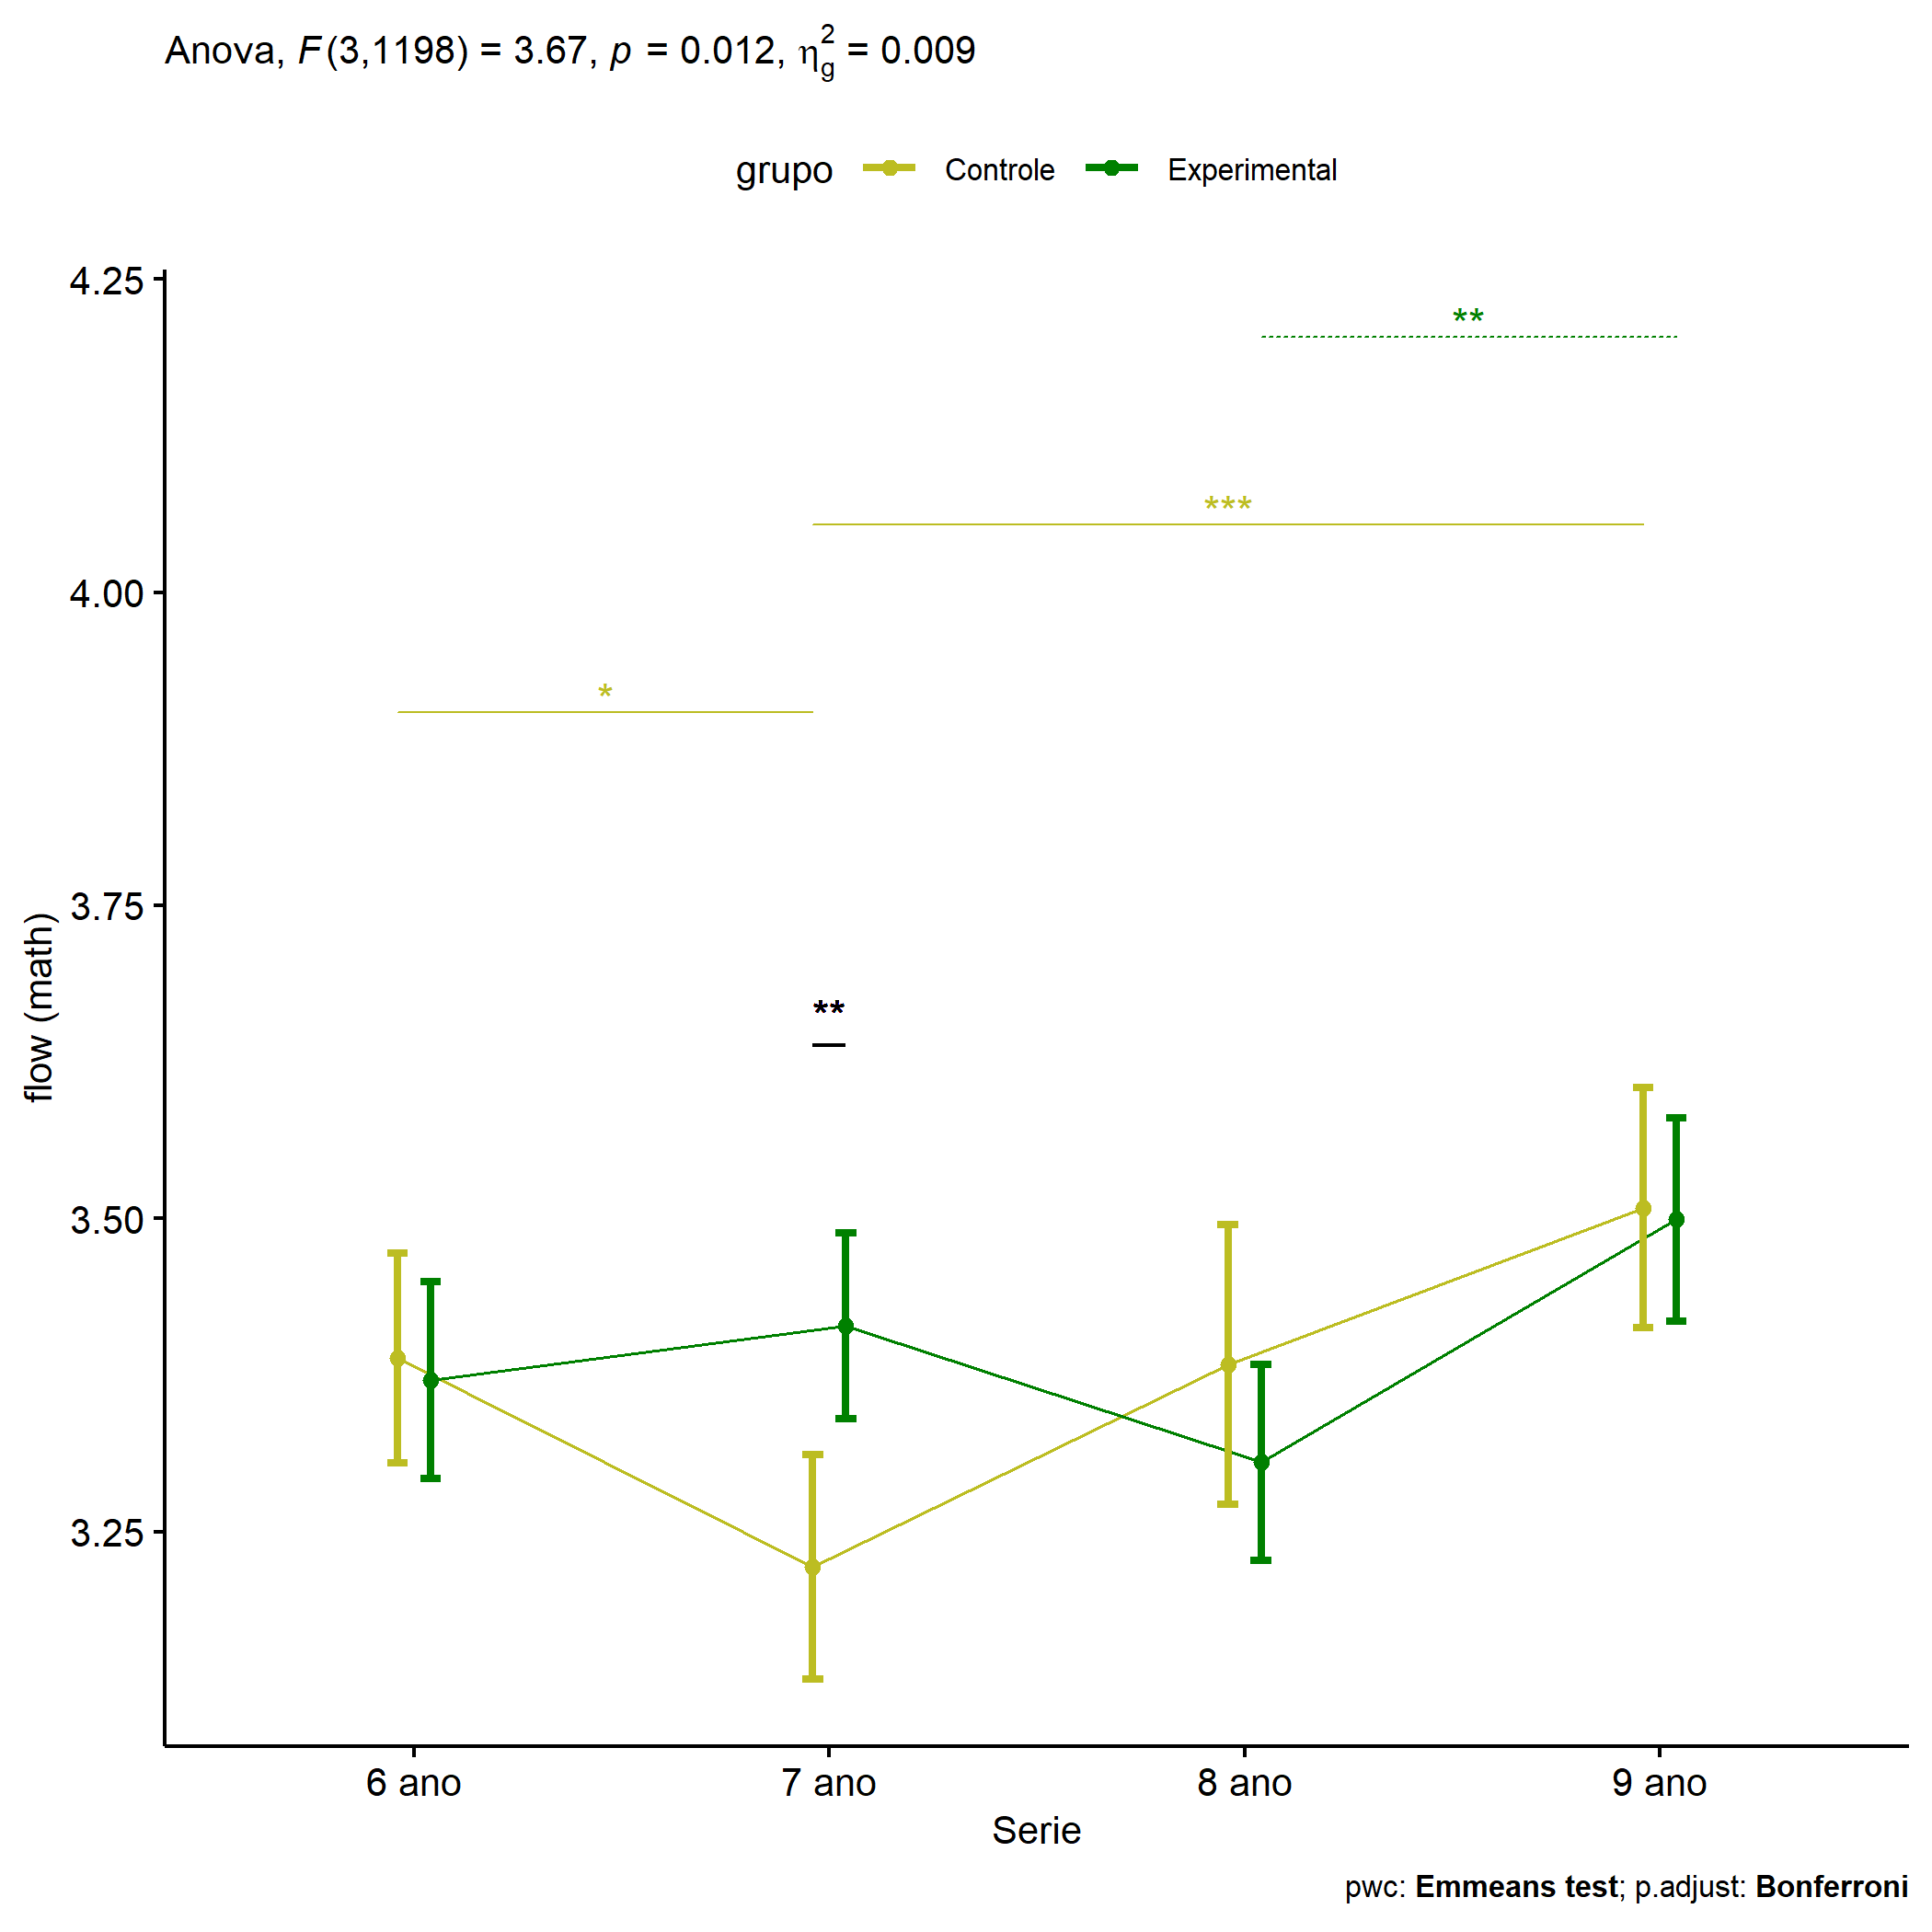 Anova, F(3,1198) = 3.67, p = 0.012, η²g = 0.009
grupo Controle Experimental
4.25
**
***
4.00
*
3.75
**
3.50
3.25
flow (math)
6 ano 7 ano 8 ano 9 ano
Serie
pwc: Emmeans test; p.adjust: Bonferroni